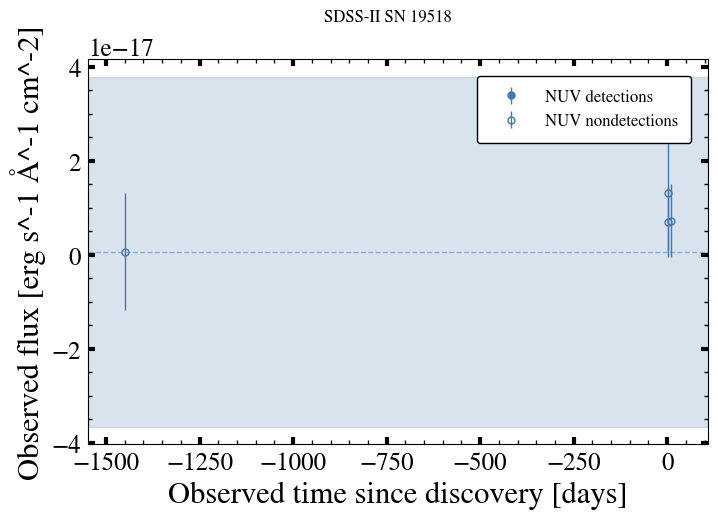 SDSS-II SN 19518
1e−17
4
2
0
−2
−4
Observed flux [erg s^-1 Å^-1 cm^-2]
NUV detections
NUV nondetections
−1500 −1250 −1000 −750 −500 −250 0
Observed time since discovery [days]